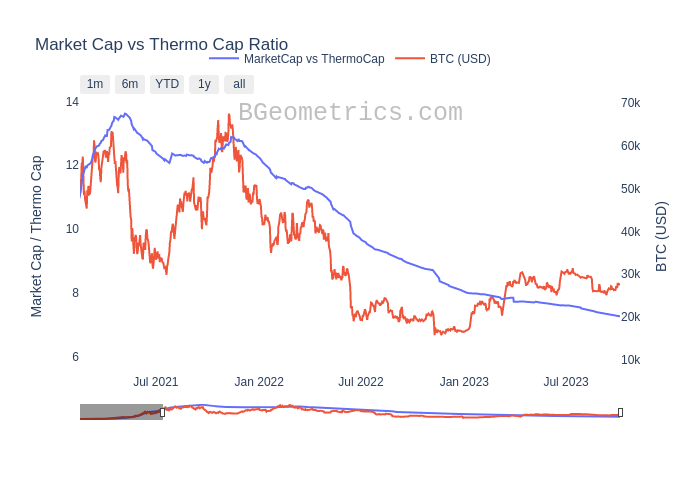 Market Cap vs Thermo Cap Ratio
MarketCap vs ThermoCap
BTC (USD)
1m 6m YTD 1y all
BGeometrics.com
14
12
10
8
6
Market Cap / Thermo Cap
70k
60k
50k
40k
30k
20k
10k
BTC (USD)
Jul 2021 Jan 2022 Jul 2022 Jan 2023 Jul 2023